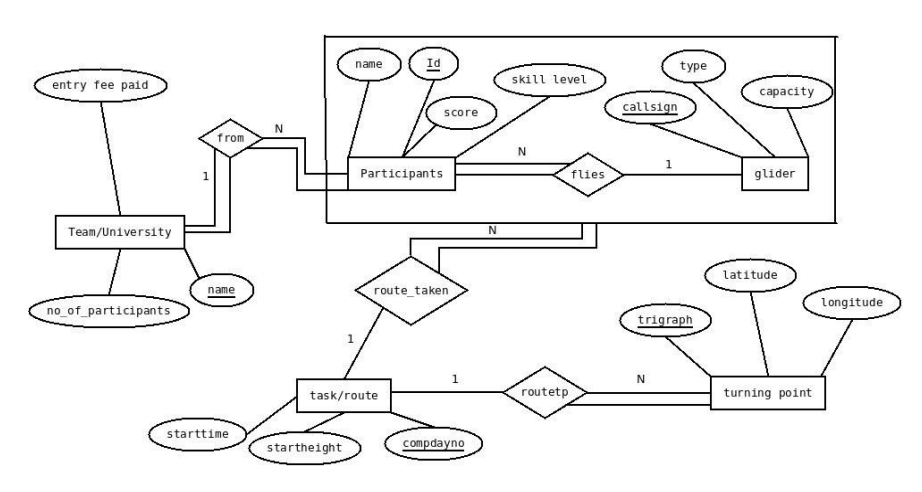 name
Id
type
skill level
entry fee paid
capacity
callsign
score
N
from
N
1
Participants
flies
glider
1
Team/University
N
latitude
name
route_taken
longitude
no_of_participants
trigraph
1
1
N
task/route
routetp
turning point
starttime
startheight
compdayno